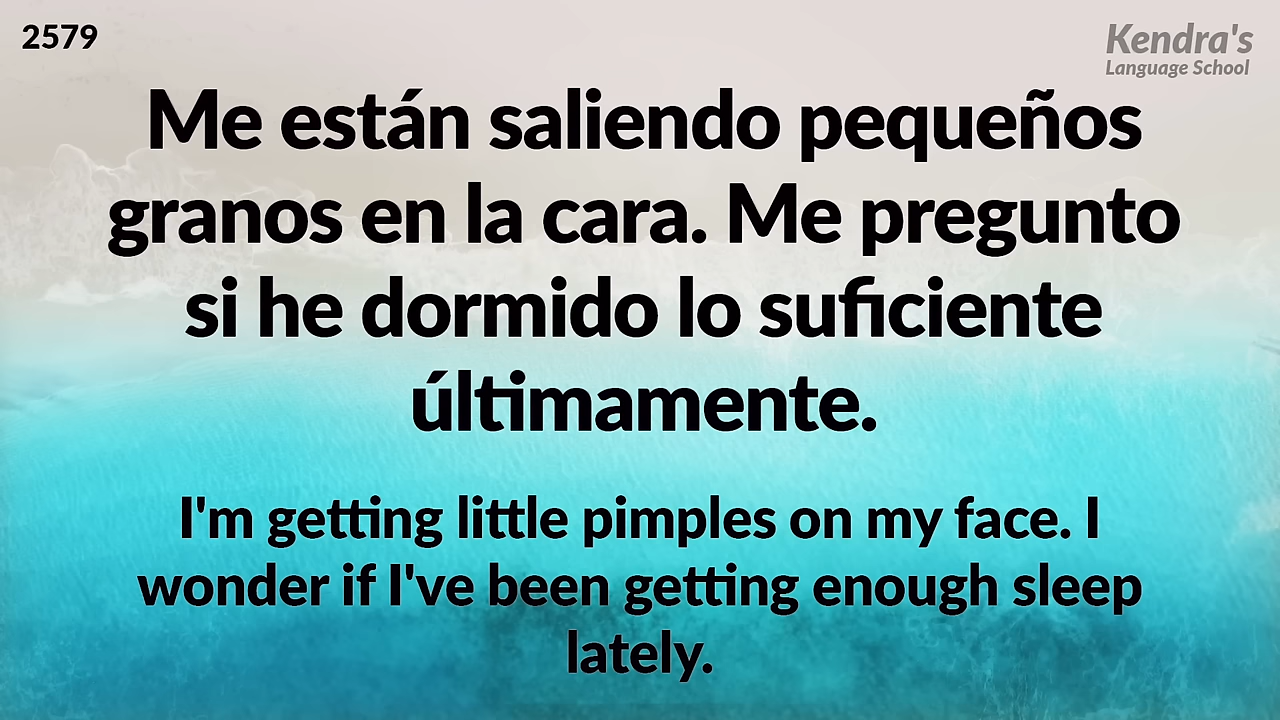 2579
Kendra's
Language School
Me están saliendo pequeños
granos en la cara. Me pregunto
si he dormido lo suficiente
últimamente.
I'm getting little pimples on my face. I
wonder if I've been getting enough sleep
lately.